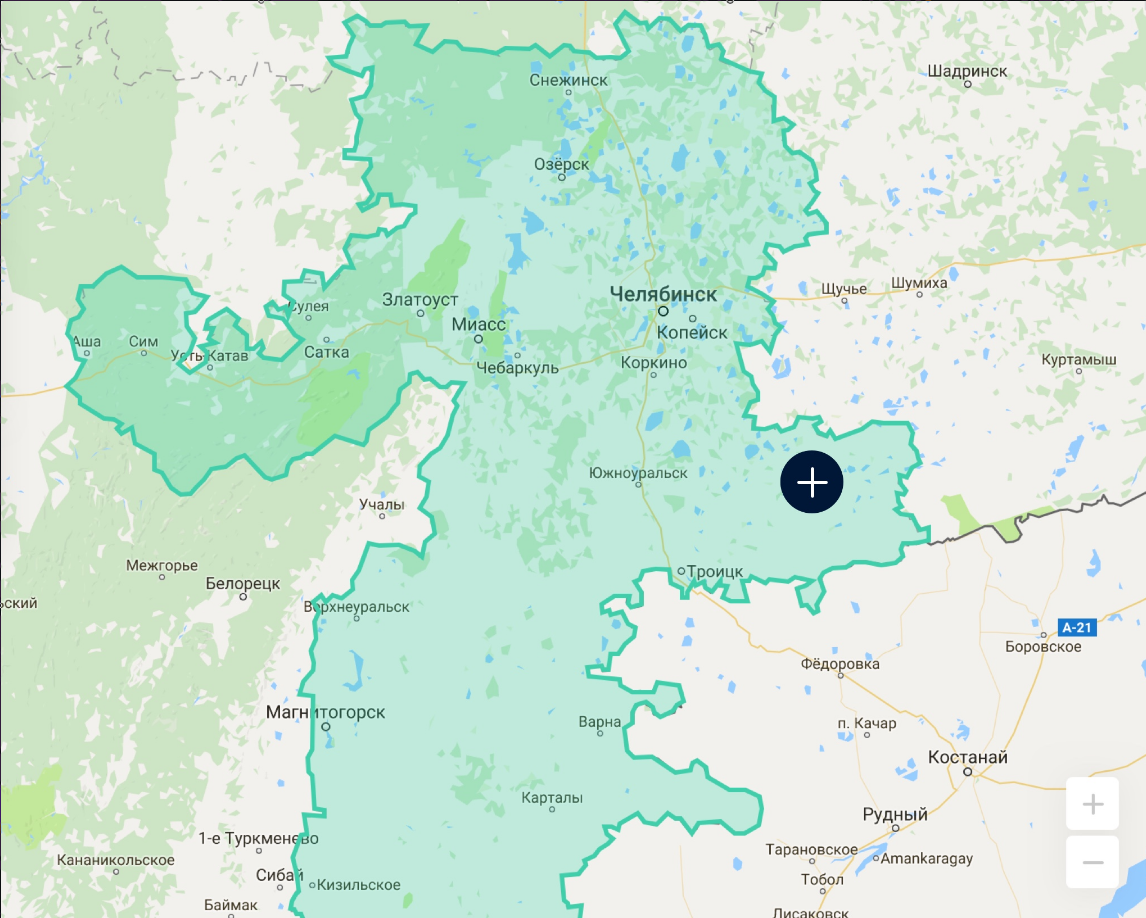 Шадринск
Снежинск
Озёрск
Щучье
Шумиха
Челябинск
Златоуст
Сулея
Миасс
Копейск
Аша
Сим
Усть-Катав
Сатка
Чебаркуль
Коркино
Куртамыш
Южноуральск
Учалы
Межгорье
Троицк
Белорецк
ьский
Верхнеуральск
А-21
Боровское
Фёдоровка
Магнитогорск
Варна
п. Качар
Костанай
Карталы
Рудный
1-е Туркменево
Тарановское
Кананикольское
Amankaragay
Сибай
Кизильское
Тобол
Баймак
Лисаковск